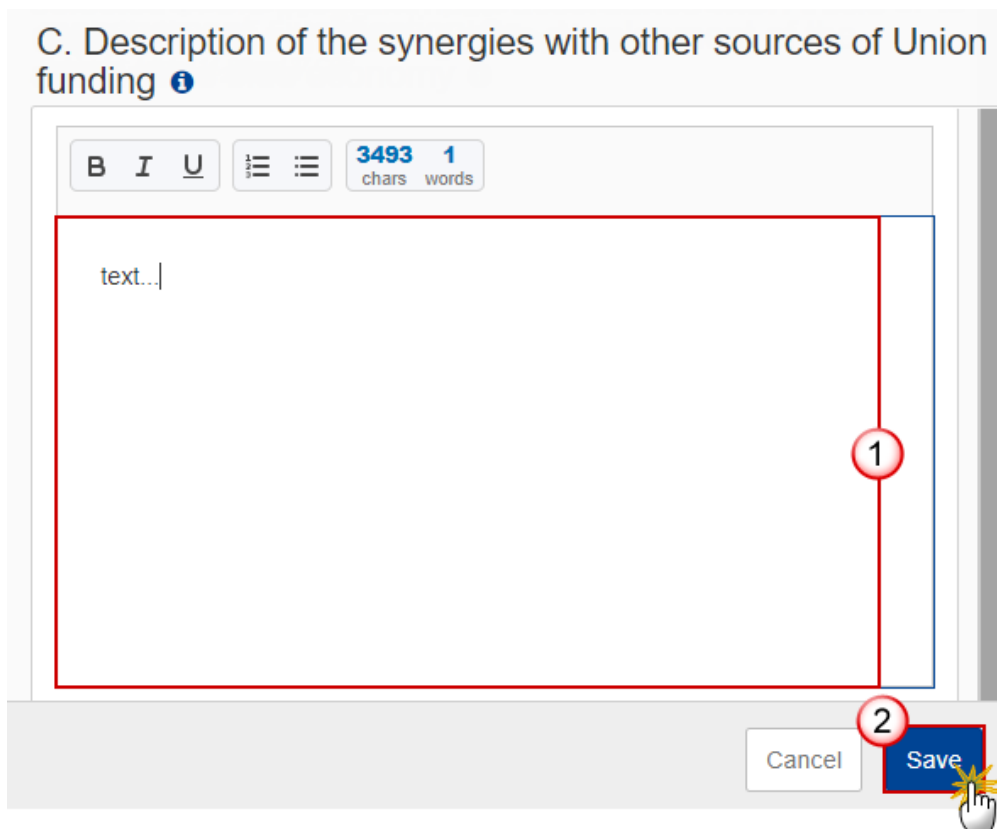 C. Description of the synergies with other sources of Union
funding
B I U 3493 1
chars words
text...
1
2
Cancel Save